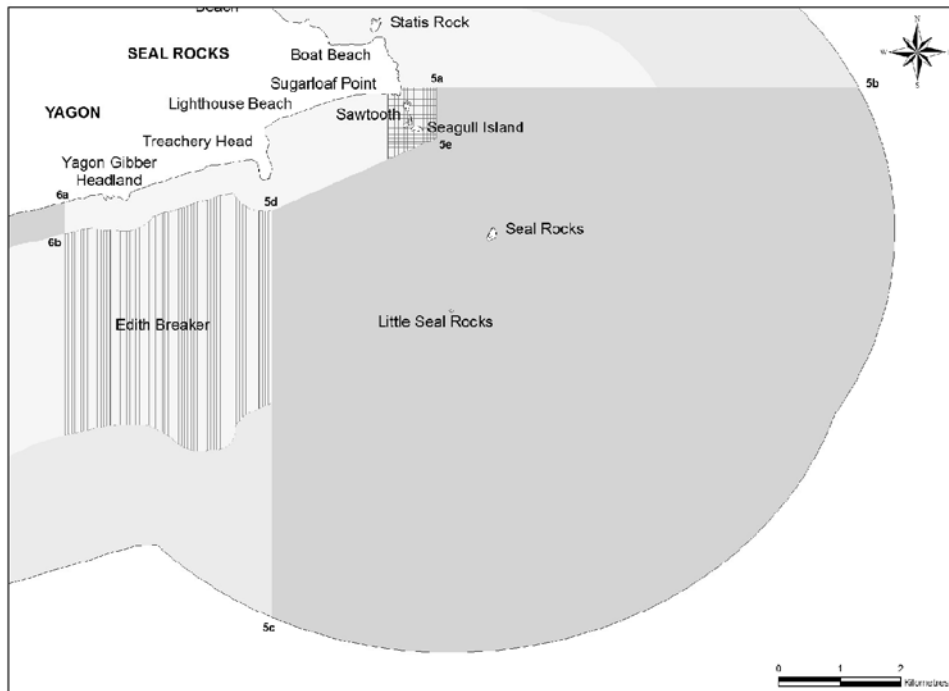 Beach
Statis Rock
SEAL ROCKS
Boat Beach
Sugarloaf Point
5a
5b
Lighthouse Beach
YAGON
Sawtooth
Seagull Island
Treachery Head
5e
Yagon Gibber
Headland
6a
5d
6b
Seal Rocks
Edith Breaker
Little Seal Rocks
5c
N
W
S
0 1 2
Kilometres